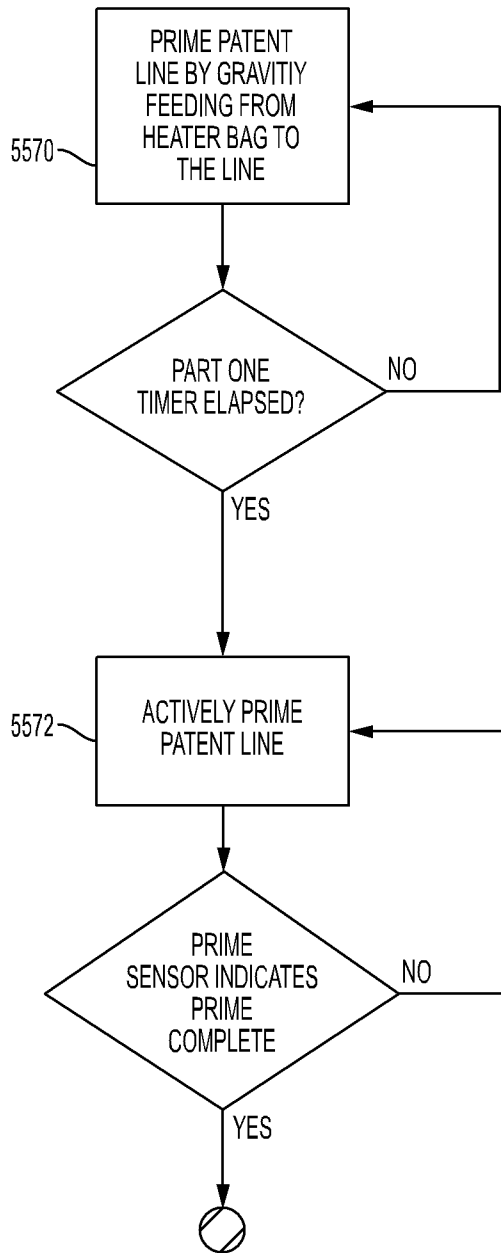 PRIME PATENT
LINE BY GRAVITIY
FEEDING FROM
HEATER BAG TO
THE LINE
5570
PART ONE
TIMER ELAPSED?
NO
YES
ACTIVELY PRIME
PATENT LINE
5572
PRIME
SENSOR INDICATES
PRIME
COMPLETE
NO
YES